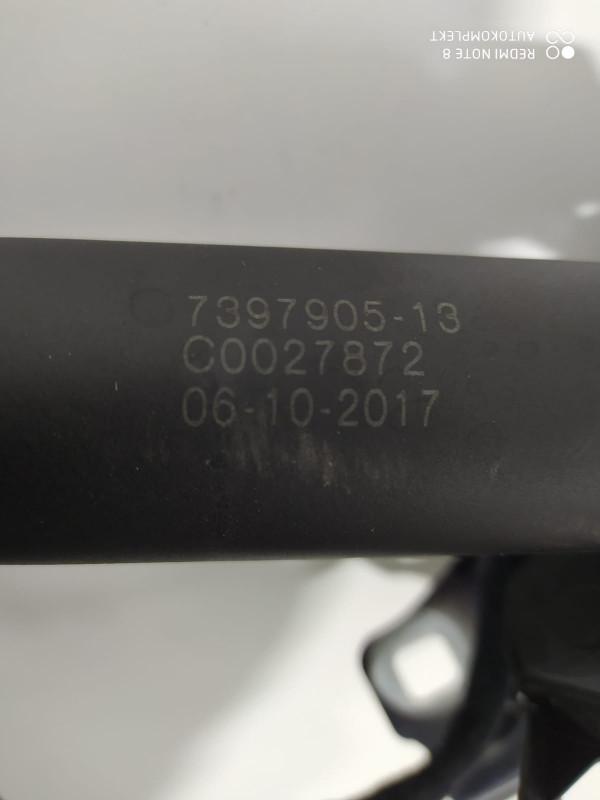 REDMI NOTE 8
AUTOKOMPLEKT
7397905-13
C0027872
06-10-2017